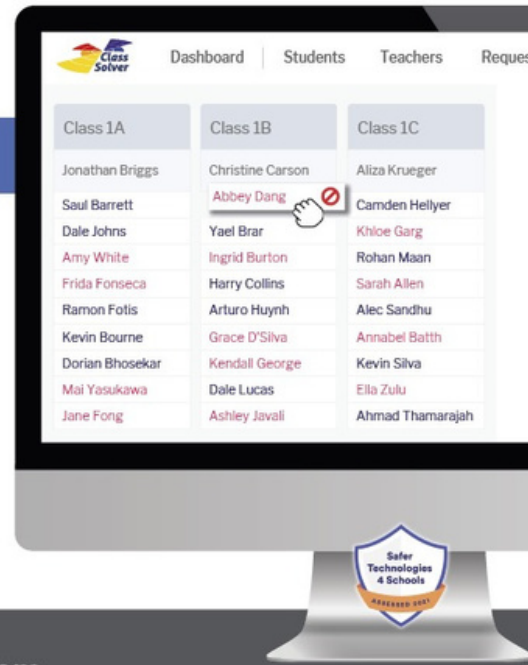 Class
Solver
Dashboard
Students
Teachers
Reques
Class 1A
Class 1B
Class 1C
Jonathan Briggs
Christine Carson
Aliza Krueger
Saul Barrett
Abbey Dang
Camden Hellyer
Dale Johns
Yael Brar
Khloe Garg
Amy White
Ingrid Burton
Rohan Maan
Frida Fonseca
Harry Collins
Sarah Allen
Ramon Fotis
Arturo Huynh
Alec Sandhu
Kevin Bourne
Grace D'Silva
Annabel Batth
Dorian Bhosekar
Kendall George
Kevin Silva
Mai Yasukawa
Dale Lucas
Ella Zulu
Jane Fong
Ashley Javali
Ahmad Thamarajah
Safer
Technologies
4 Schools
ASSESSED 2021